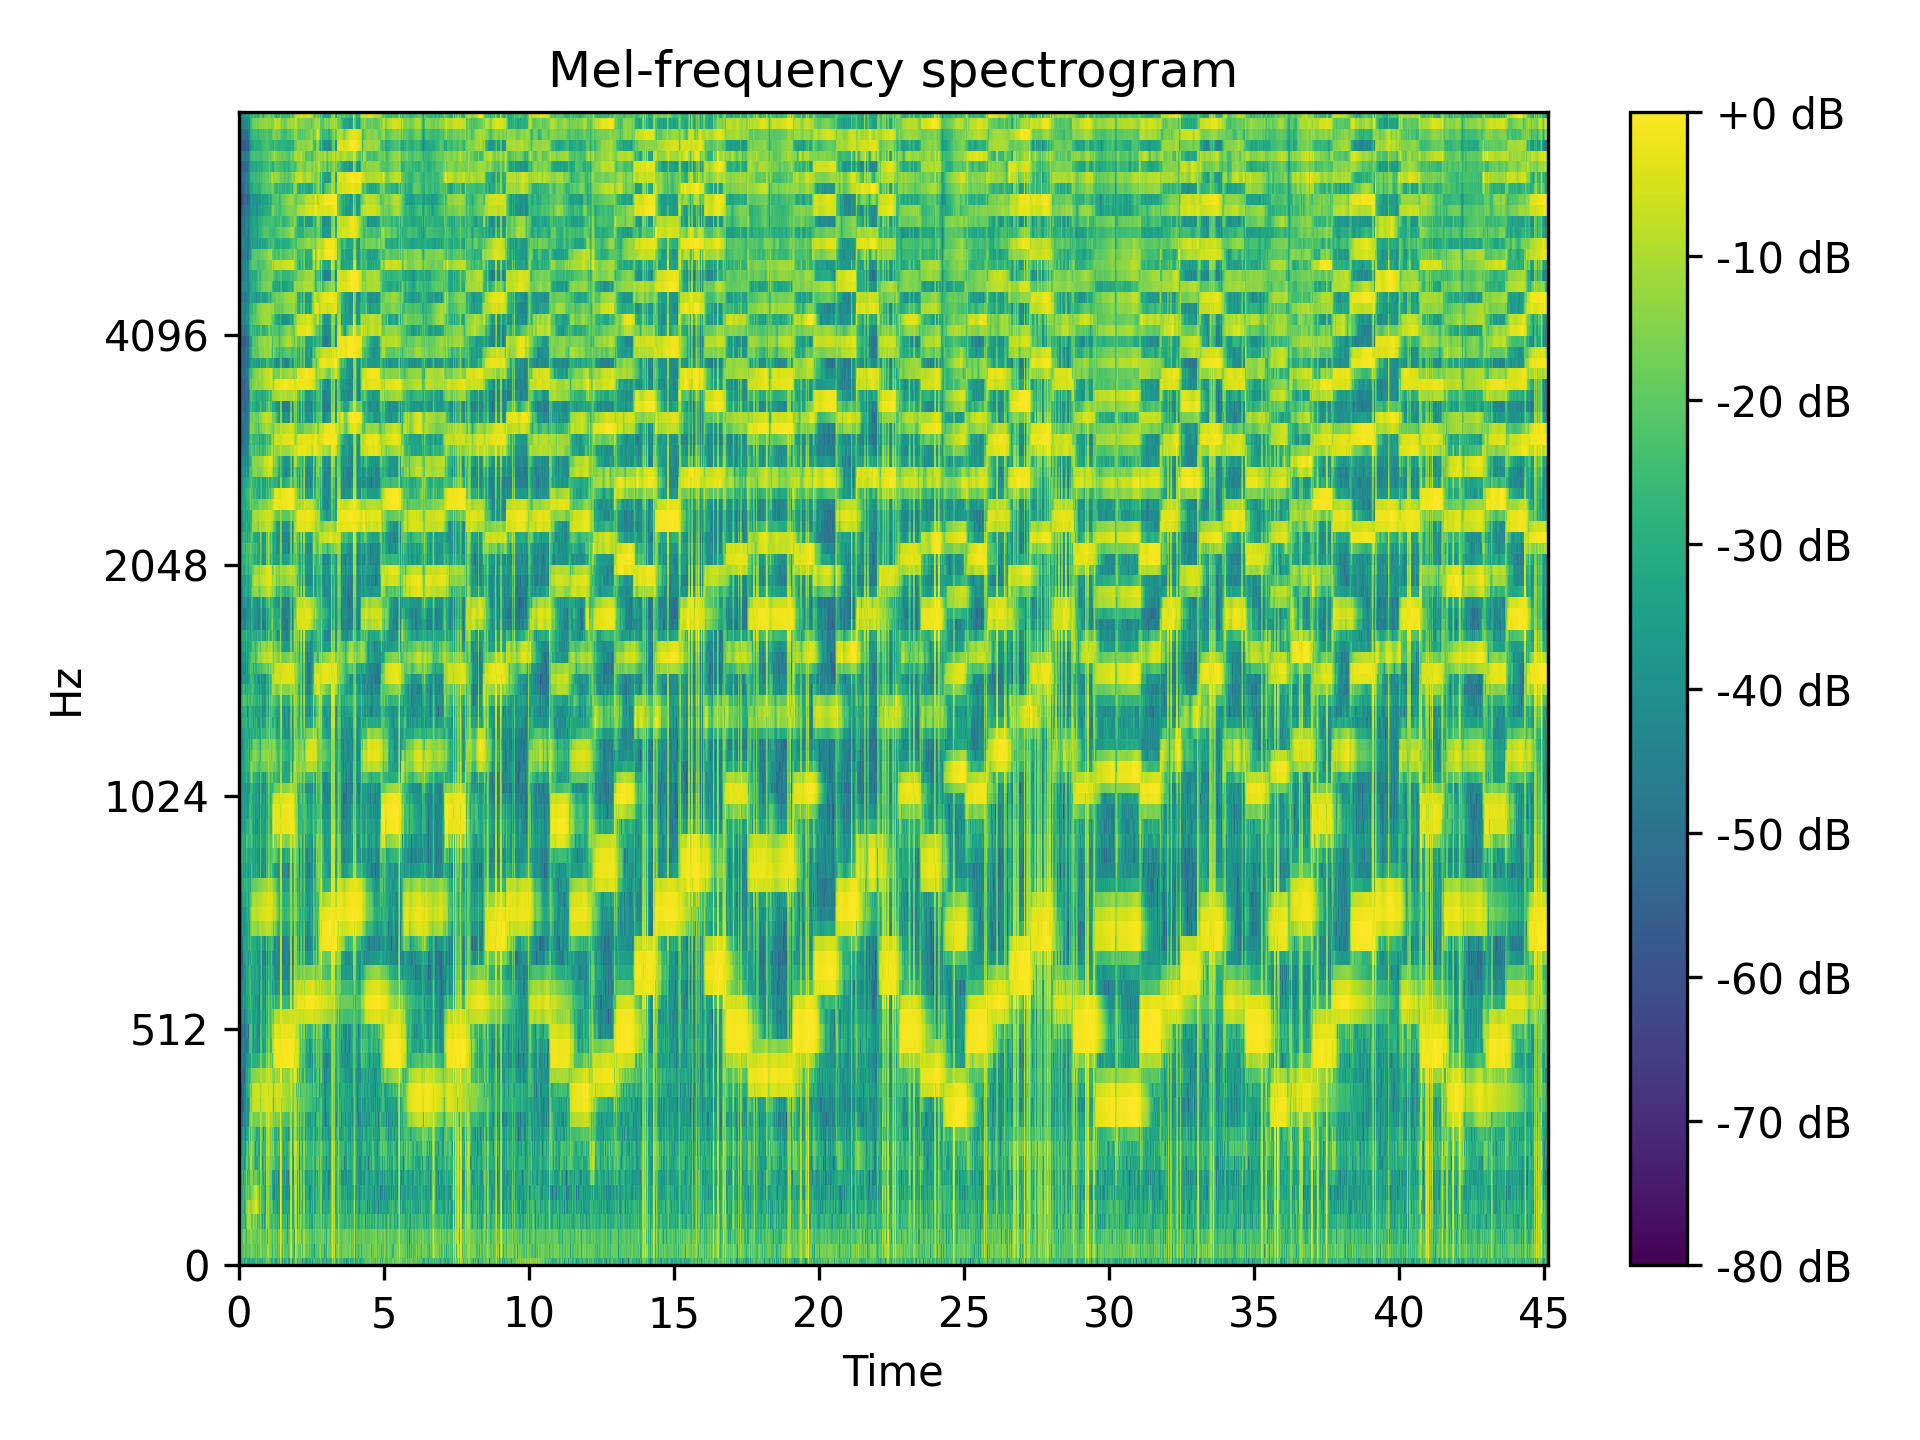 Mel-frequency spectrogram
+0 dB
-10 dB
4096
-20 dB
-30 dB
2048
Hz
-40 dB
1024
-50 dB
512
-60 dB
-70 dB
0
-80 dB
0 5 10 15 20 25 30 35 40 45
Time